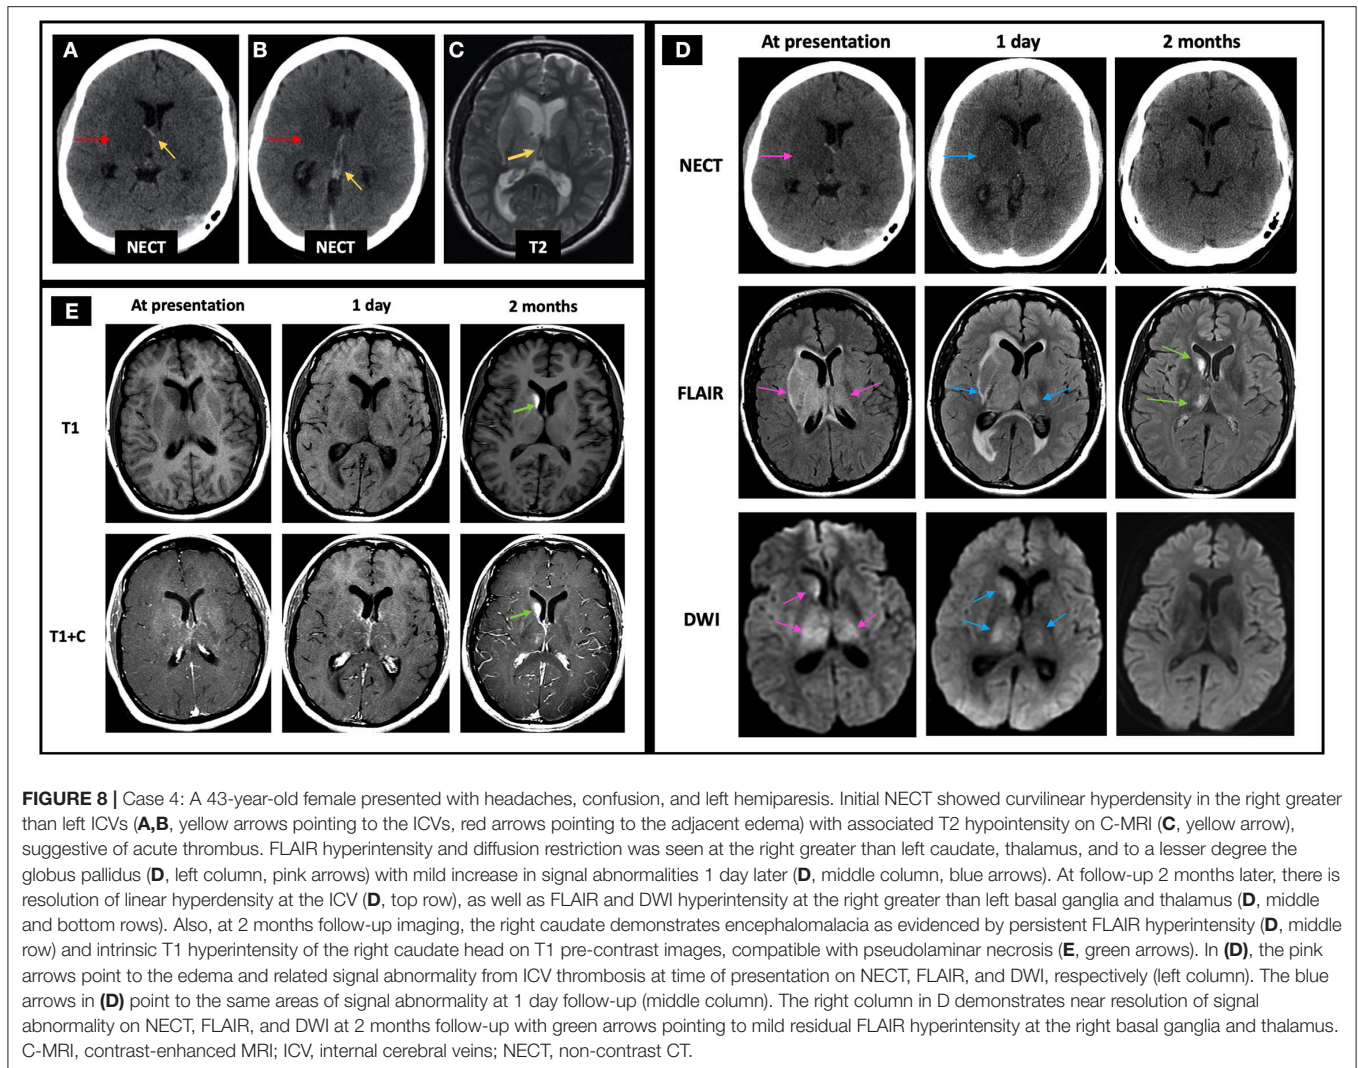 A
B
C
NECT
NECT
T2
D
At presentation
1 day
2 months
NECT
FLAIR
DWI
E
At presentation
1 day
2 months
T1
T1+C
FIGURE 8 | Case 4: A 43-year-old female presented with headaches, confusion, and left hemiparesis. Initial NECT showed curvilinear hyperdensity in the right greater
than left ICVs (A,B, yellow arrows pointing to the ICVs, red arrows pointing to the adjacent edema) with associated T2 hypointensity on C-MRI (C, yellow arrow),
suggestive of acute thrombus. FLAIR hyperintensity and diffusion restriction was seen at the right greater than left caudate, thalamus, and to a lesser degree the
globus pallidus (D, left column, pink arrows) with mild increase in signal abnormalities 1 day later (D, middle column, blue arrows). At follow-up 2 months later, there is
resolution of linear hyperdensity at the ICV (D, top row), as well as FLAIR and DWI hyperintensity at the right greater than left basal ganglia and thalamus (D, middle
and bottom rows). Also, at 2 months follow-up imaging, the right caudate demonstrates encephalomalacia as evidenced by persistent FLAIR hyperintensity (D, middle
row) and intrinsic T1 hyperintensity of the right caudate head on T1 pre-contrast images, compatible with pseudolaminar necrosis (E, green arrows). In (D), the pink
arrows point to the edema and related signal abnormality from ICV thrombosis at time of presentation on NECT, FLAIR, and DWI, respectively (left column). The blue
arrows in (D) point to the same areas of signal abnormality at 1 day follow-up (middle column). The right column in D demonstrates near resolution of signal
abnormality on NECT, FLAIR, and DWI at 2 months follow-up with green arrows pointing to mild residual FLAIR hyperintensity at the right basal ganglia and thalamus.
C-MRI, contrast-enhanced MRI; ICV, internal cerebral veins; NECT, non-contrast CT.